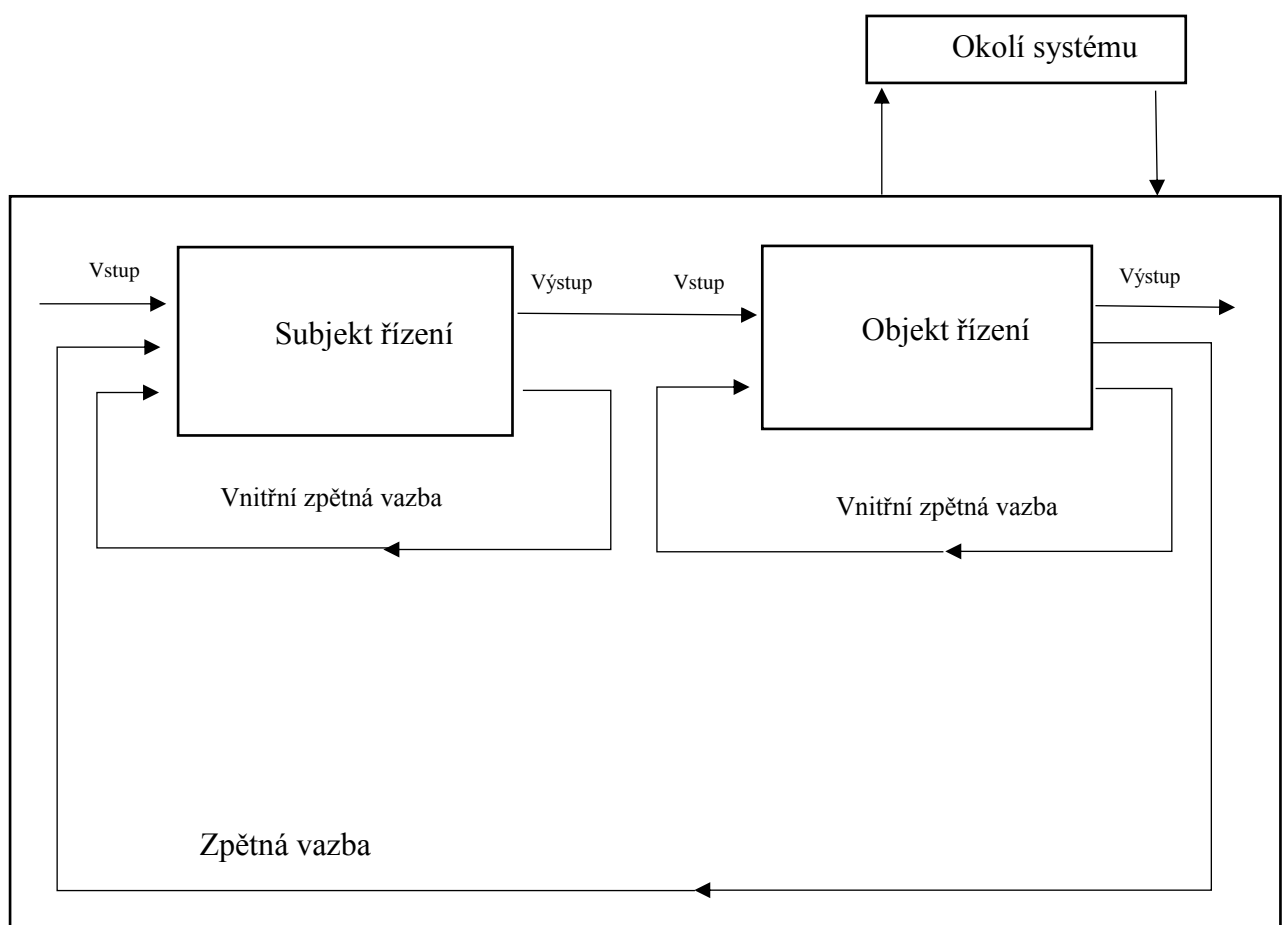 Okolí systému
Vstup
Výstup
Vstup
Výstup
Subjekt řízení
Objekt řízení
Vnitřní zpětná vazba
Vnitřní zpětná vazba
Zpětná vazba